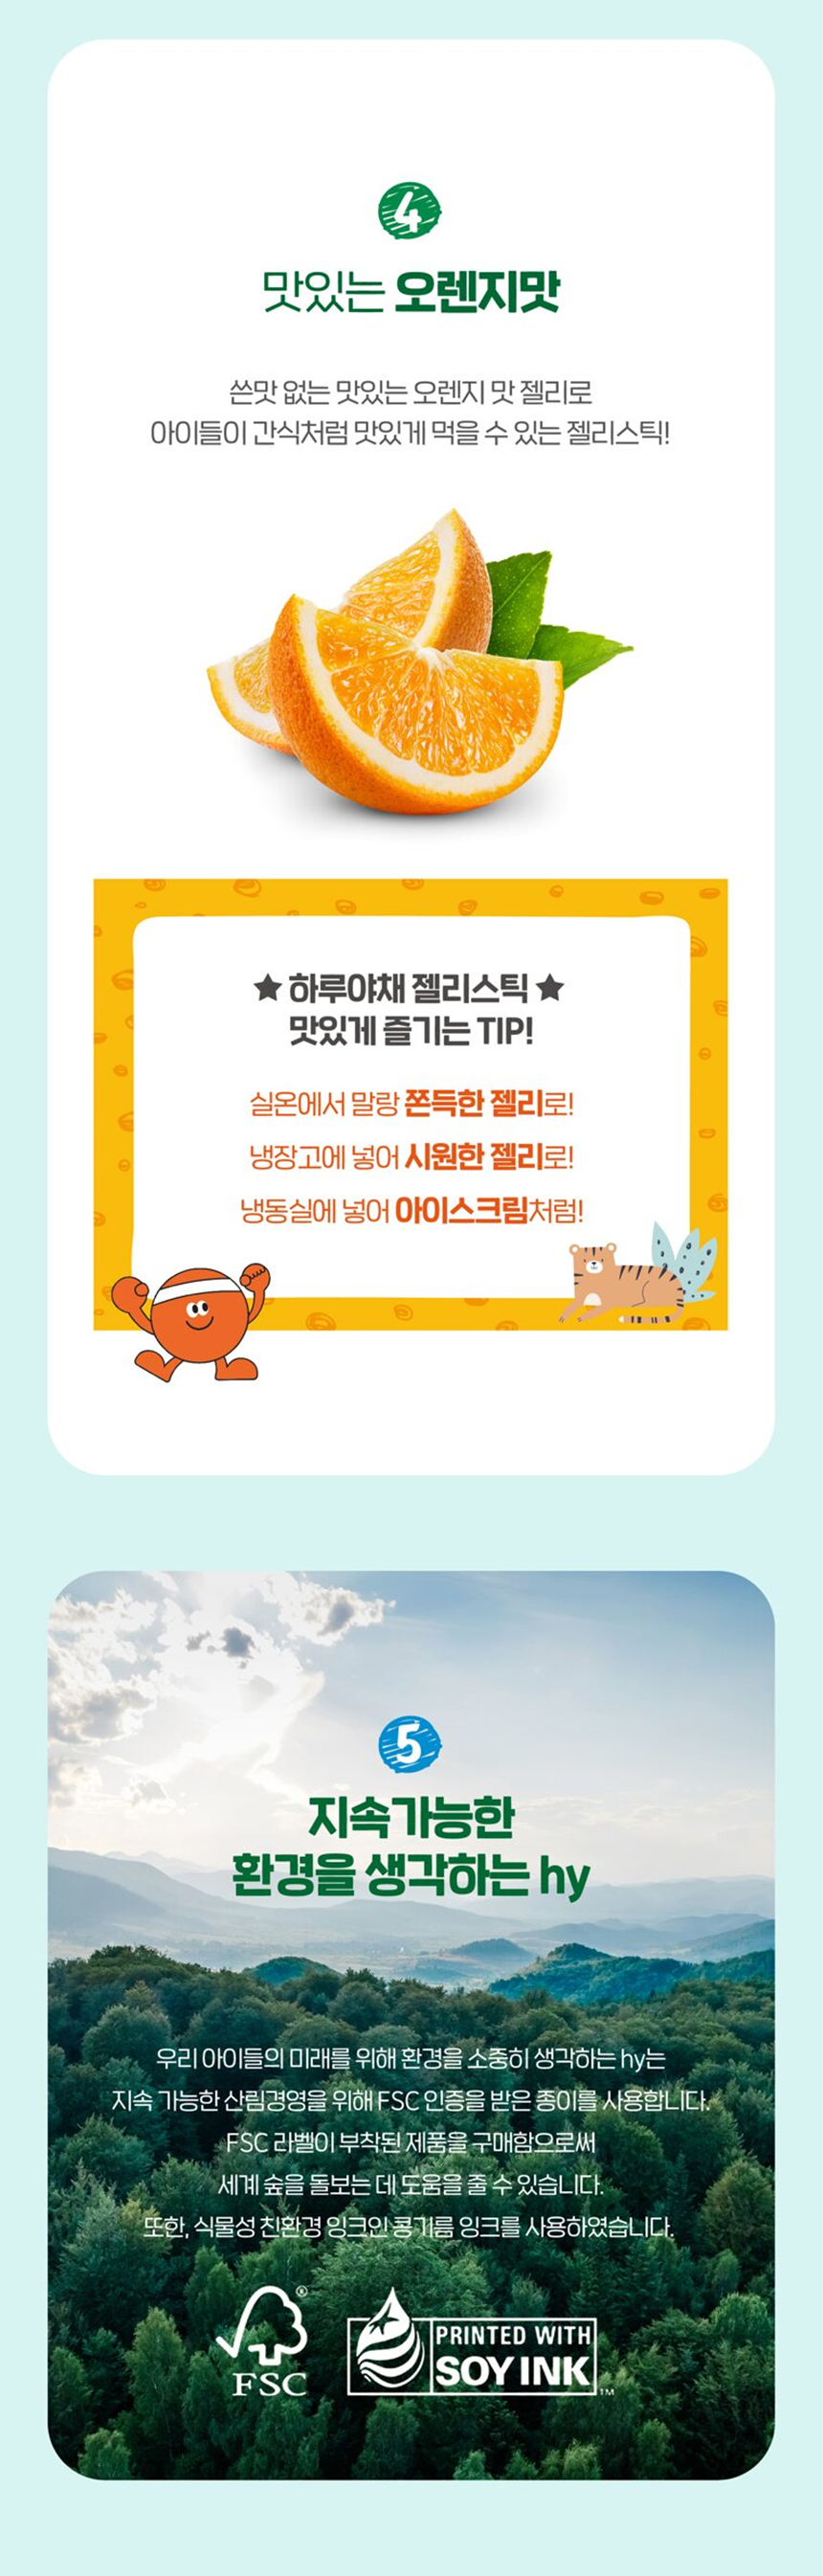 4
맛있는 오렌지맛
쓴맛 없는 맛있는 오렌지 맛 젤리로
아이들이 간식처럼 맛있게 먹을 수 있는 젤리스틱!
★ 하루야채 젤리스틱 ★
맛있게 즐기는 TIP!
실온에서 말랑 쫀득한 젤리로!
냉장고에 넣어 시원한 젤리로!
냉동실에 넣어 아이스크림처럼!
5
지속가능한
환경을 생각하는 hy
우리 아이들의 미래를 위해 환경을 소중히 생각하는 hy는
지속 가능한 산림경영을 위해 FSC 인증을 받은 종이를 사용합니다.
FSC 라벨이 부착된 제품을 구매함으로써
세계 숲을 돌보는 데 도움을 줄 수 있습니다.
또한, 식물성 친환경 잉크인 콩기름 잉크를 사용하였습니다.
®
FSC
PRINTED WITH
SOY INK
TM